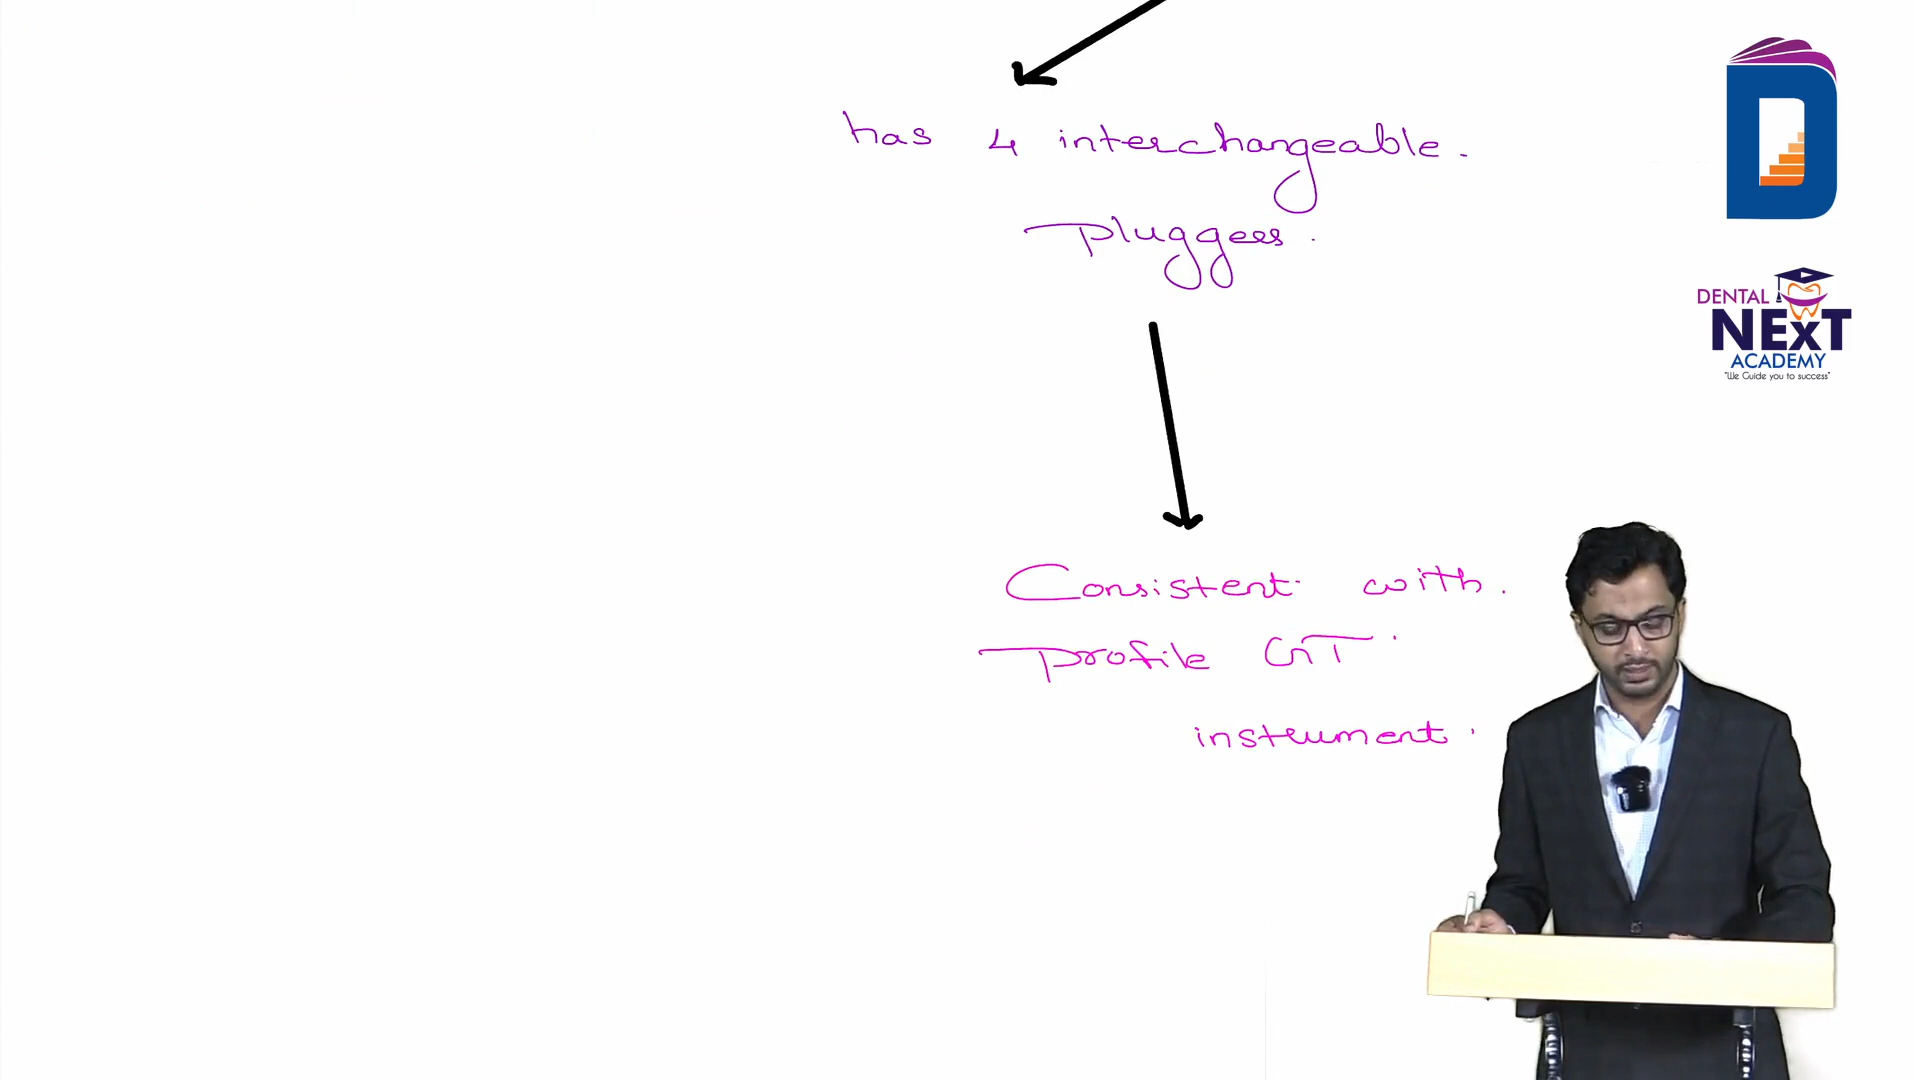 has 4 interchangeable.
pluggers.
Consistent with.
profile GT
instrument.
DENTAL
NExT
ACADEMY
"We Guide you to success"